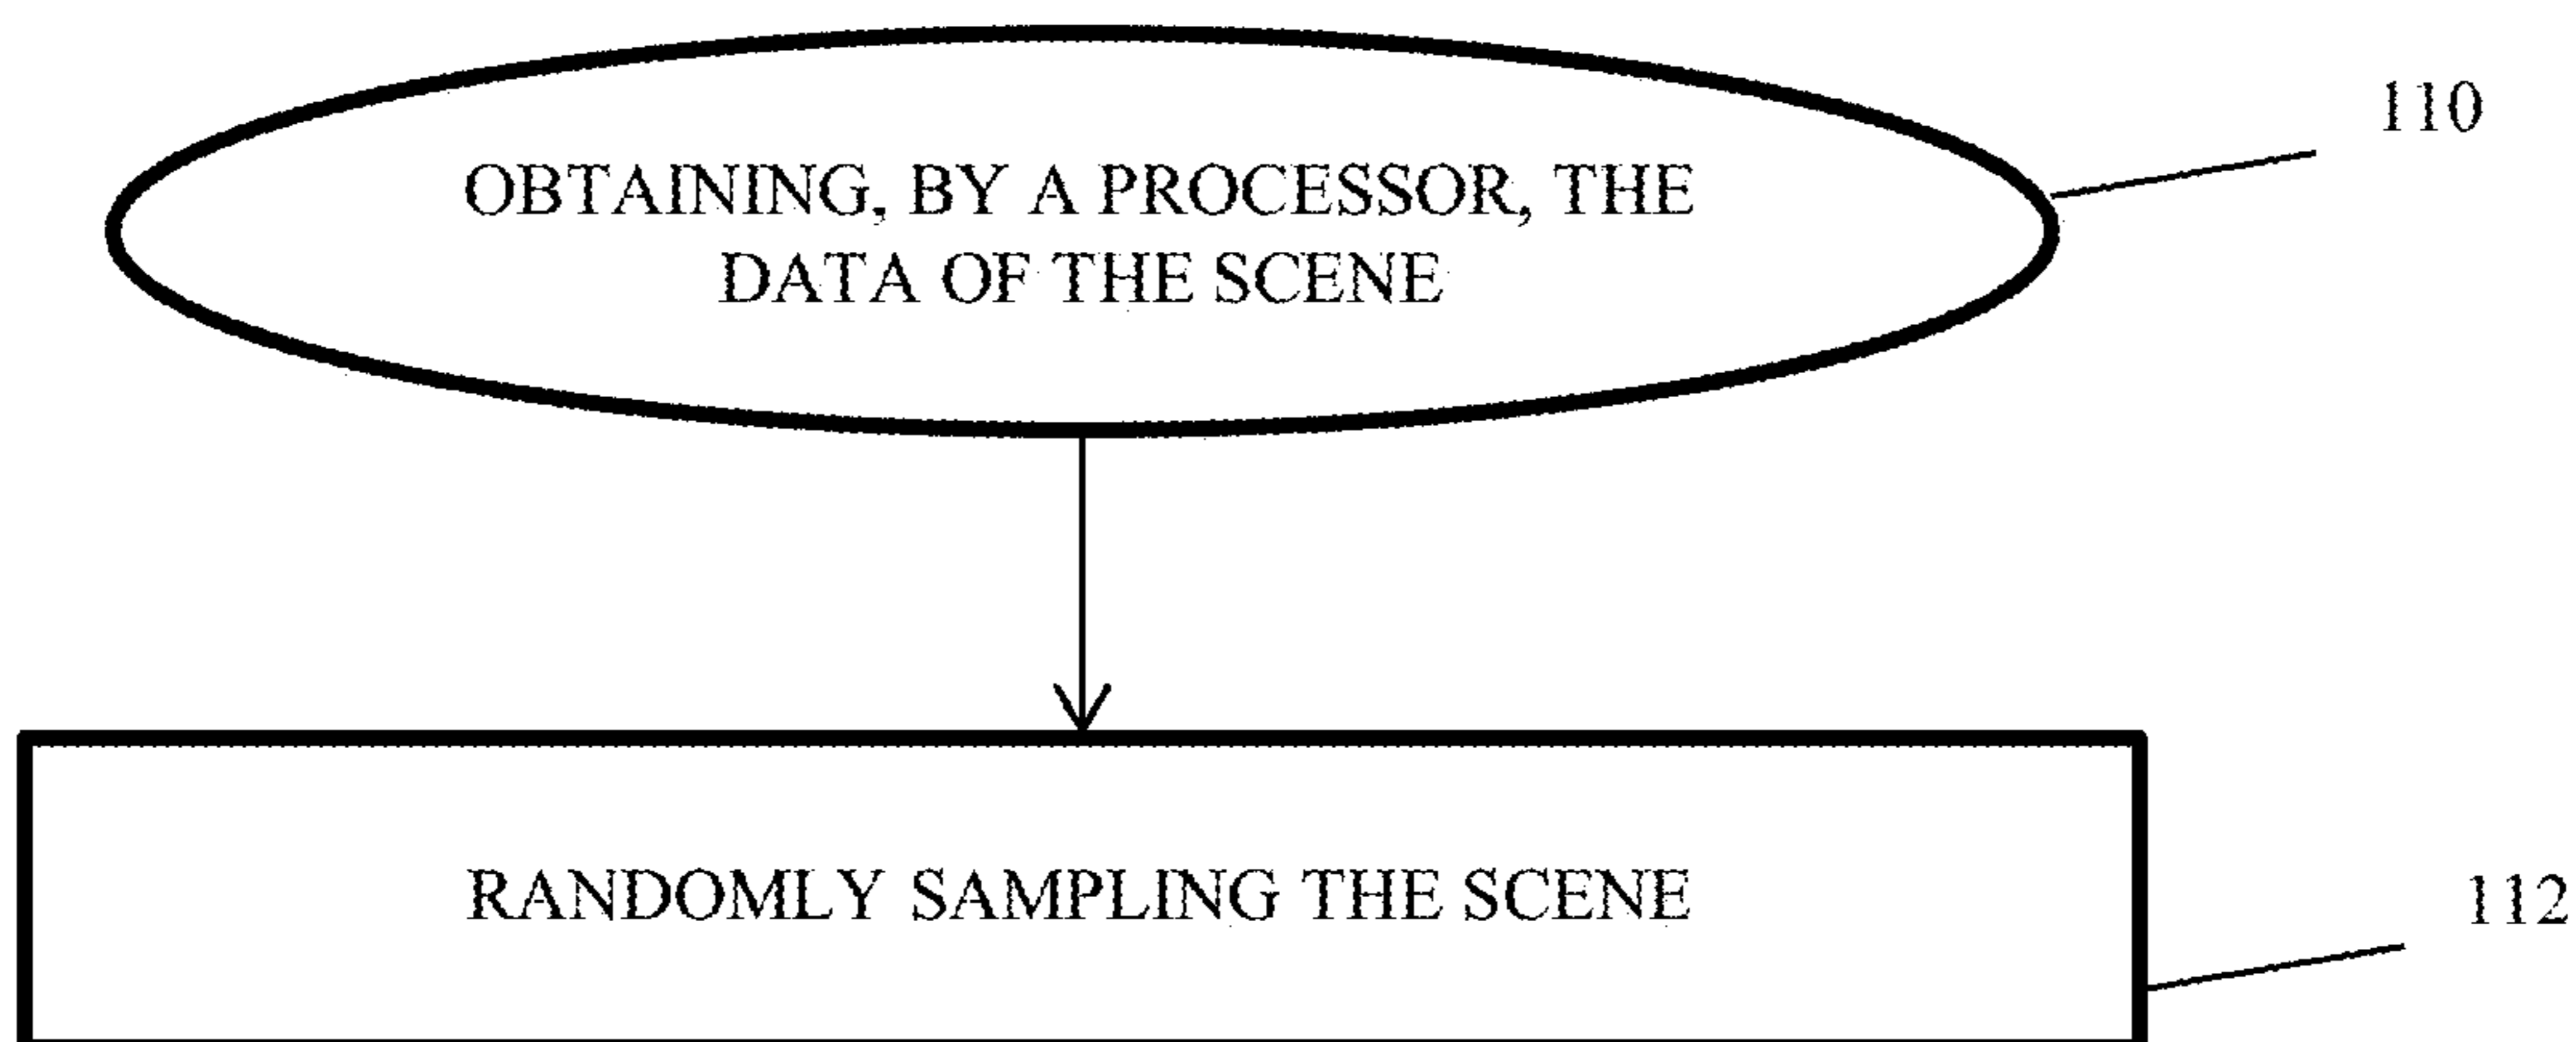 110
OBTAINING, BY A PROCESSOR, THE
DATA OF THE SCENE
RANDOMLY SAMPLING THE SCENE
112